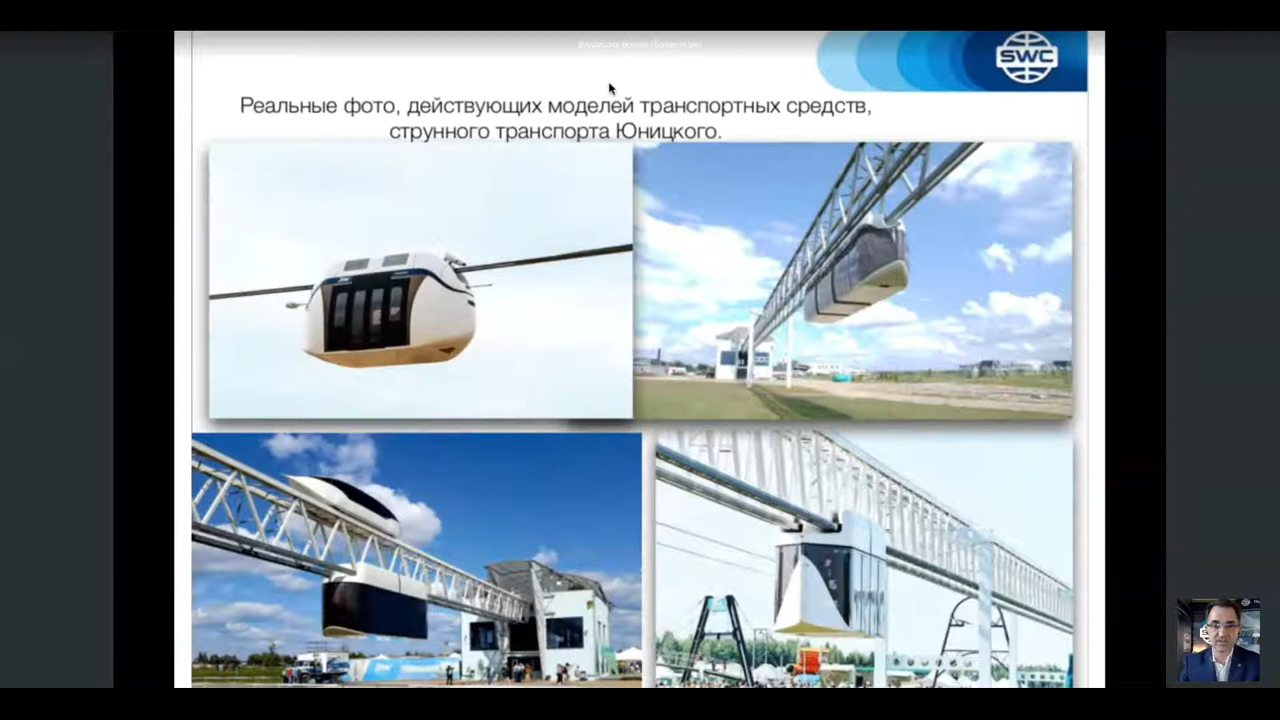 SWC
Реальные фото, действующих моделей транспортных средств,
струнного транспорта Юницкого.